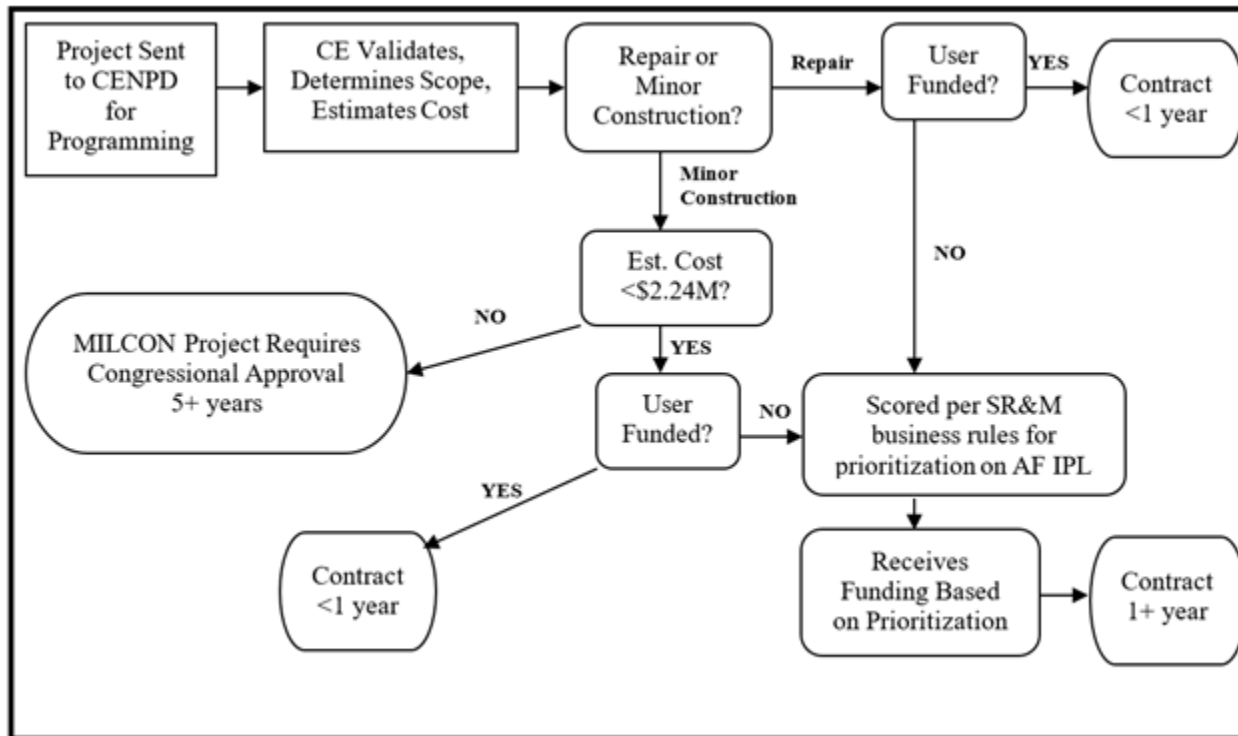 Project Sent
to CENPD
for
Programming
CE Validates,
Determines Scope,
Estimates Cost
Repair or
Minor
Construction?
Repair
User
Funded?
YES
Contract
<1 year
Minor
Construction
NO
Est. Cost
<$2.24M?
NO
MILCON Project Requires
Congressional Approval
5+ years
YES
User
Funded?
NO
Scored per SR&M
business rules for
prioritization on AF IPL
YES
Contract
<1 year
Receives
Funding Based
on Prioritization
Contract
1+ year